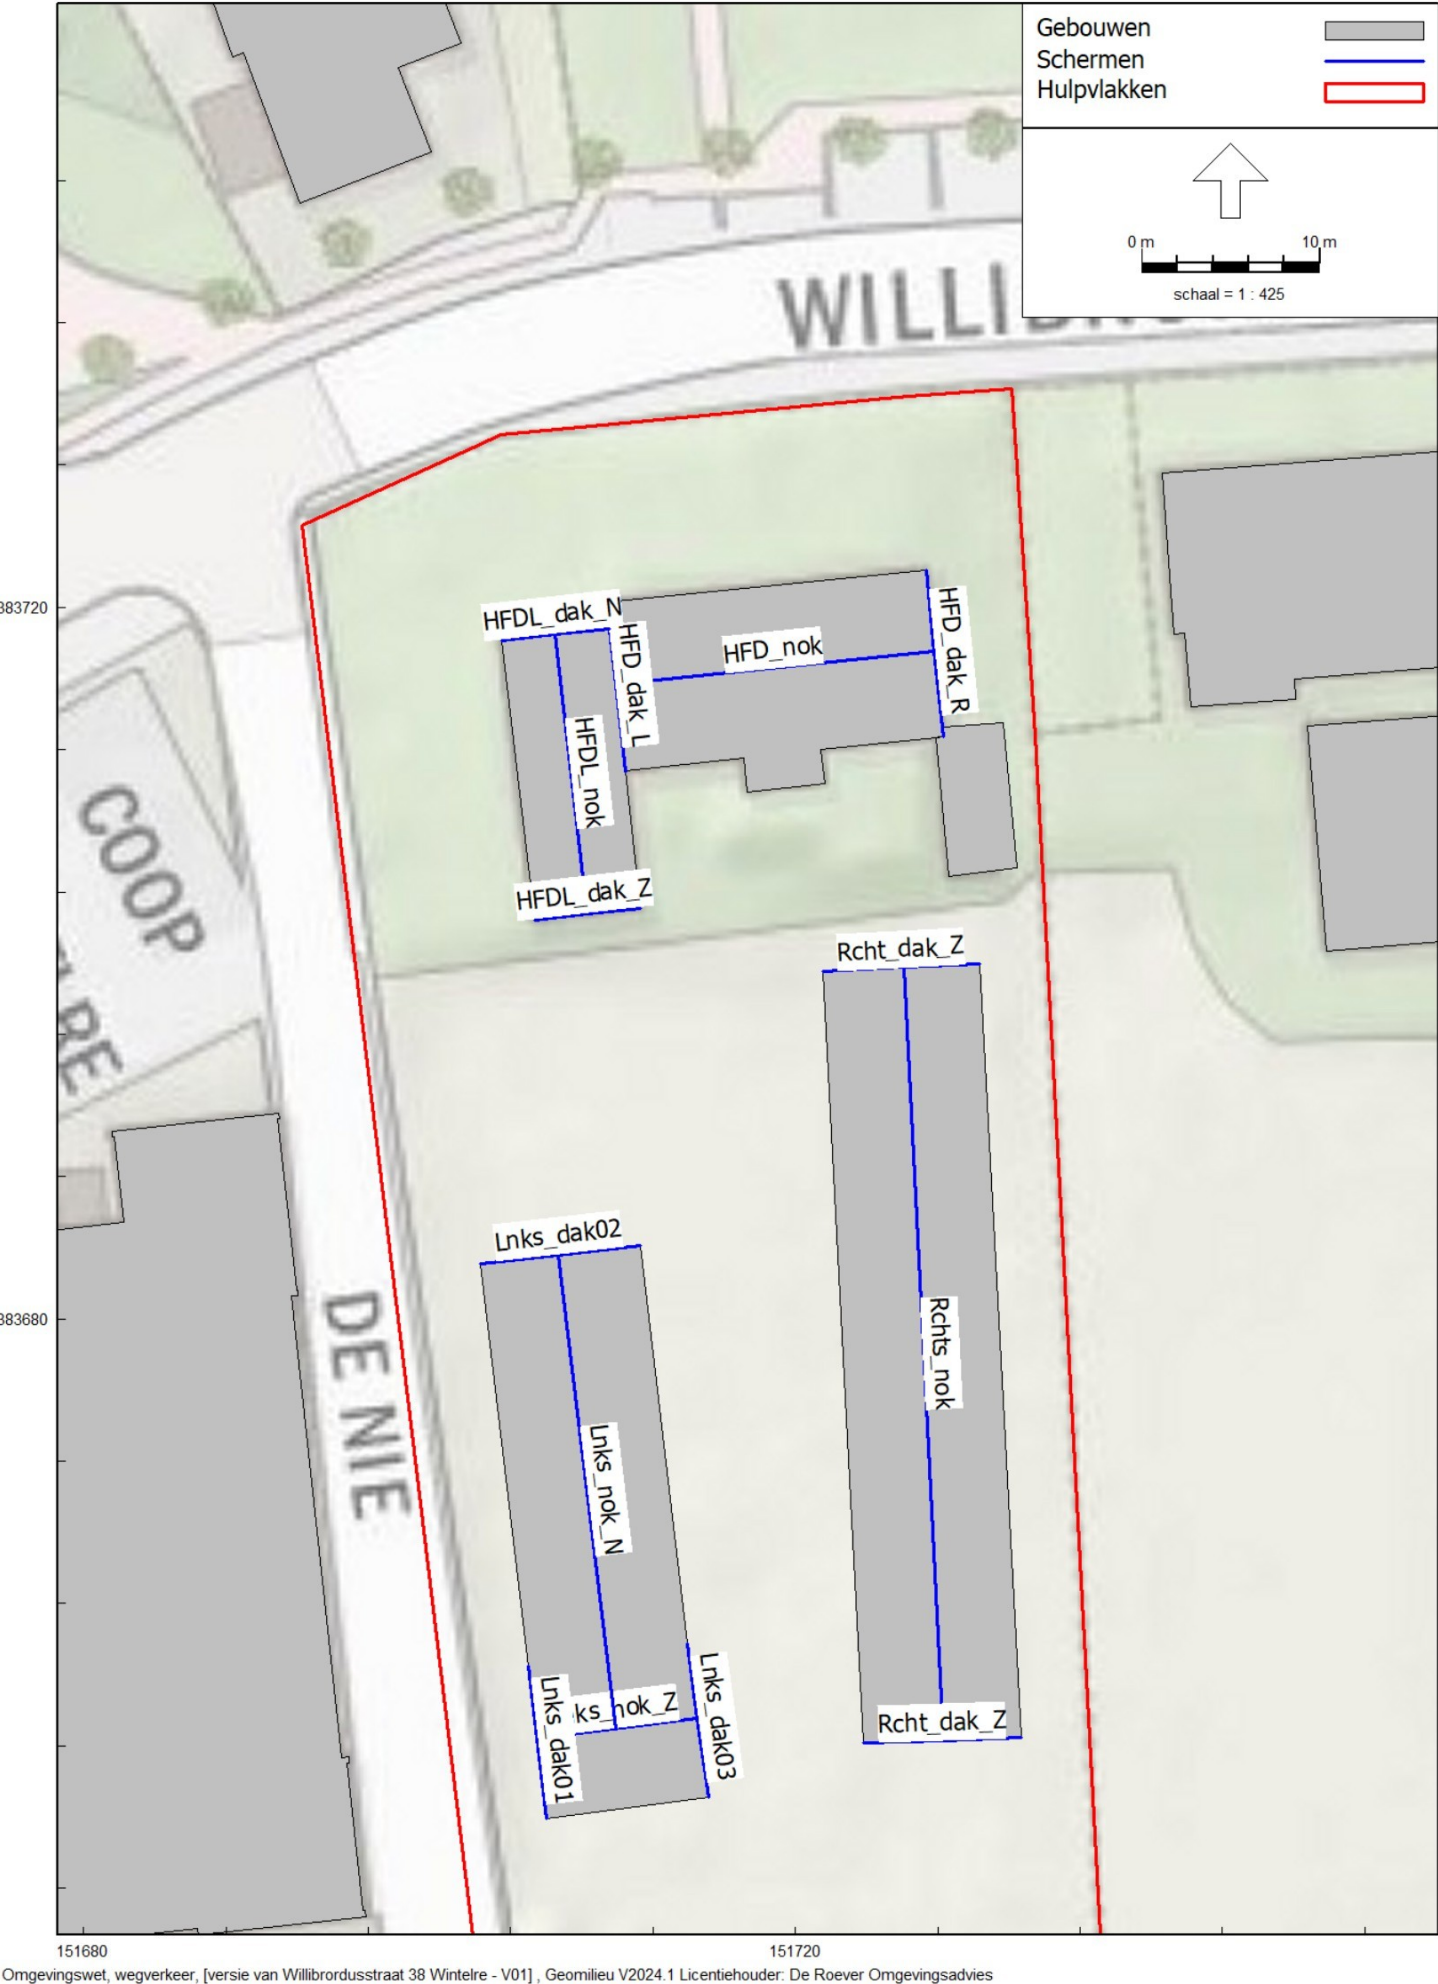 Gebouwen
Schermen
Hulpvlakken
0 m 10 m
schaal = 1 : 425
383720
383680
HFDL_dak_N
HFD_dak_L
HFD_nok
HFD_dak_R
HFDL_nok
HFDL_dak_Z
COOP
DE NIE
Rcht_dak_Z
Rchts_nok
Rcht_dak_Z
Lnks_dak02
Lnks_nok_N
Lnks_dak01
ks_nok_Z
Lnks_dak03
151680 151720
Omgevingswet, wegverkeer, [versie van Willibrordusstraat 38 Wintelre - V01] , Geomilieu V2024.1 Licentiehouder: De Roever Omgevingsadvies